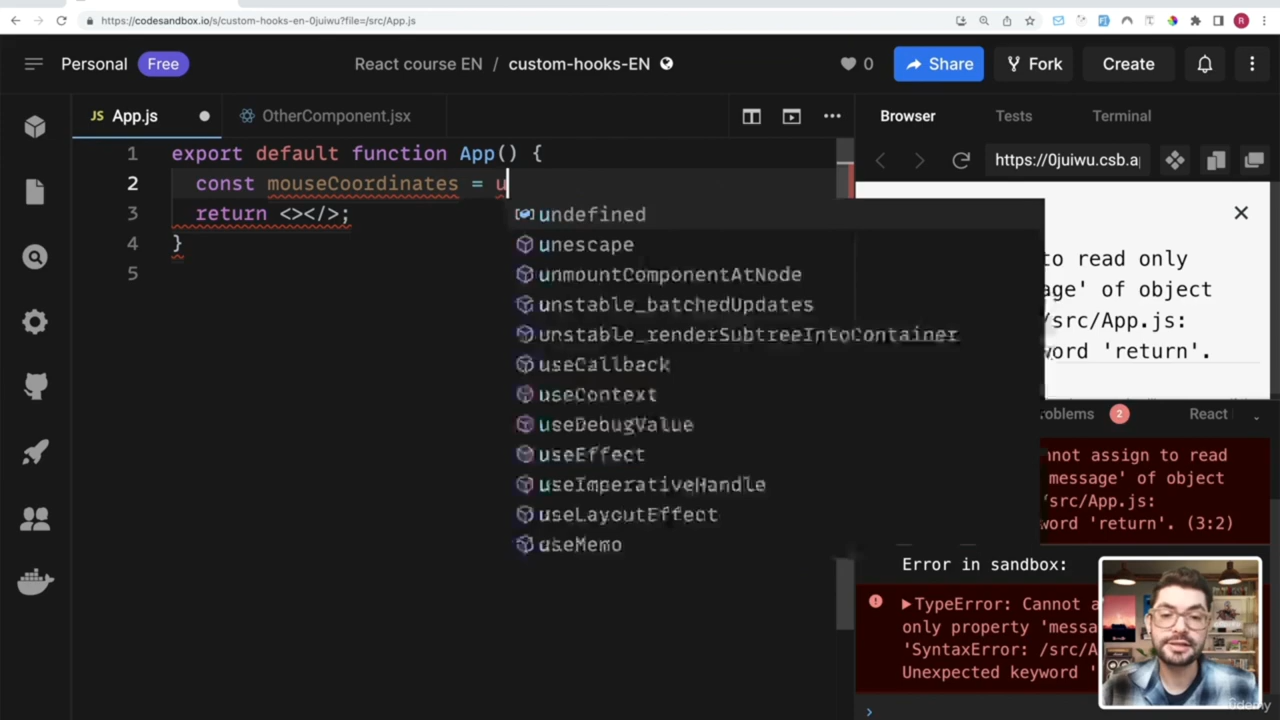 https://codesandbox.io/s/custom-hooks-en-0juiwu?file=/src/App.js
R
Personal Free React course EN / custom-hooks-EN 0 Share Fork Create
JS App.js OtherComponent.jsx Browser Tests Terminal
https://0juiwu.csb.a
1 export default function App() {
2 const mouseCoordinates = u
3 return <></>;
4 }
5
undefined
unescape
unmountComponentAtNode
unstable_batchedUpdates
unstable_renderSubtreeIntoContainer
useCallback
useContext
useDebugValue
useEffect
useImperativeHandle
useLayoutEffect
useMemo
to read only
age' of object
/src/App.js:
word 'return'.
roblems 2 React
nnot assign to read
message' of object
/src/App.js:
word 'return'. (3:2)
Error in sandbox:
TypeError: Cannot a
only property 'messa
'SyntaxError: /src/A
Unexpected keyword '
udemy